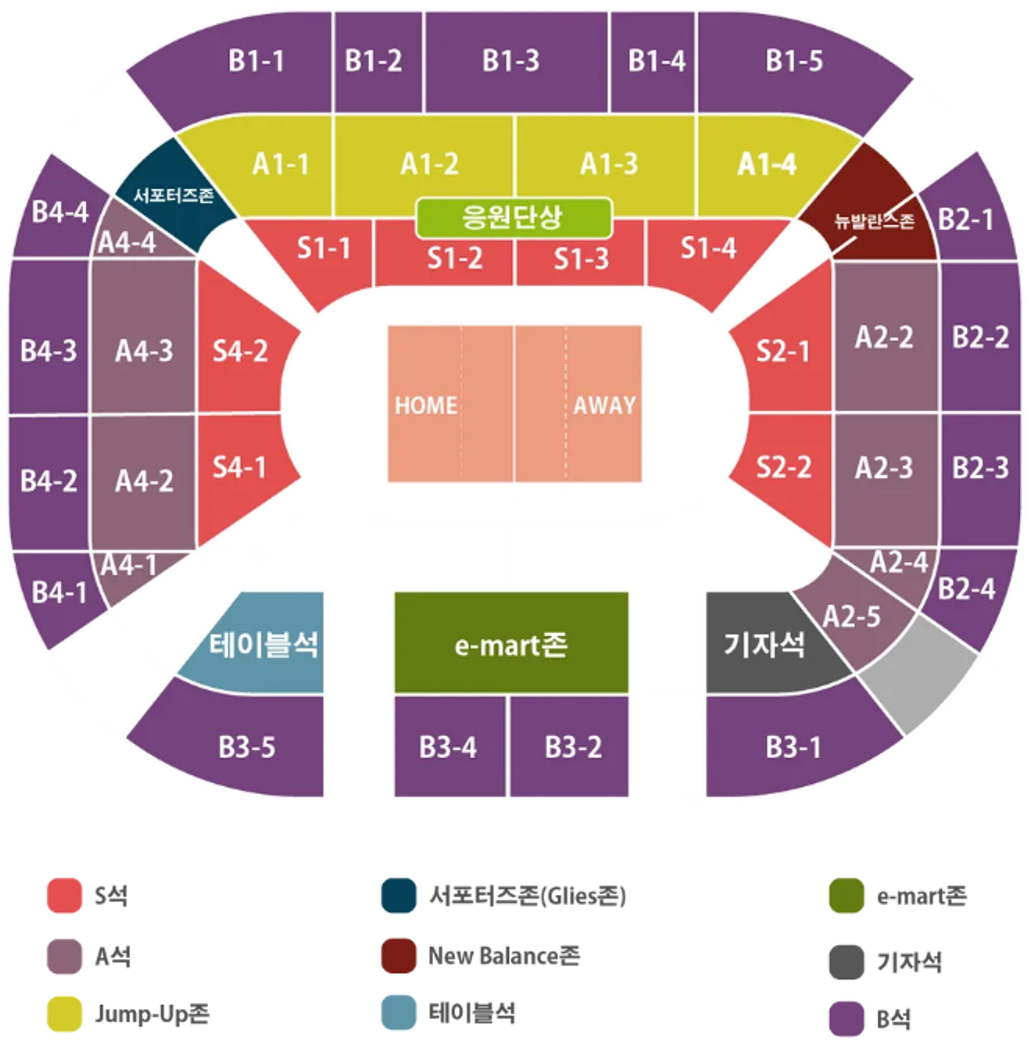 B1-1
B1-2
B1-3
B1-4
B1-5
A1-1
A1-2
A1-3
A1-4
서포터즈존
뉴발란스존
B4-4
A4-4
응원단상
B2-1
S1-1
S1-2
S1-3
S1-4
B4-3
A4-3
S4-2
S2-1
A2-2
B2-2
HOME
AWAY
B4-2
A4-2
S4-1
S2-2
A2-3
B2-3
B4-1
A4-1
A2-4
B2-4
A2-5
테이블석
e-mart존
기자석
B3-5
B3-4
B3-2
B3-1
S석
서포터즈존(Glies존)
e-mart존
A석
New Balance존
기자석
Jump-Up존
테이블석
B석